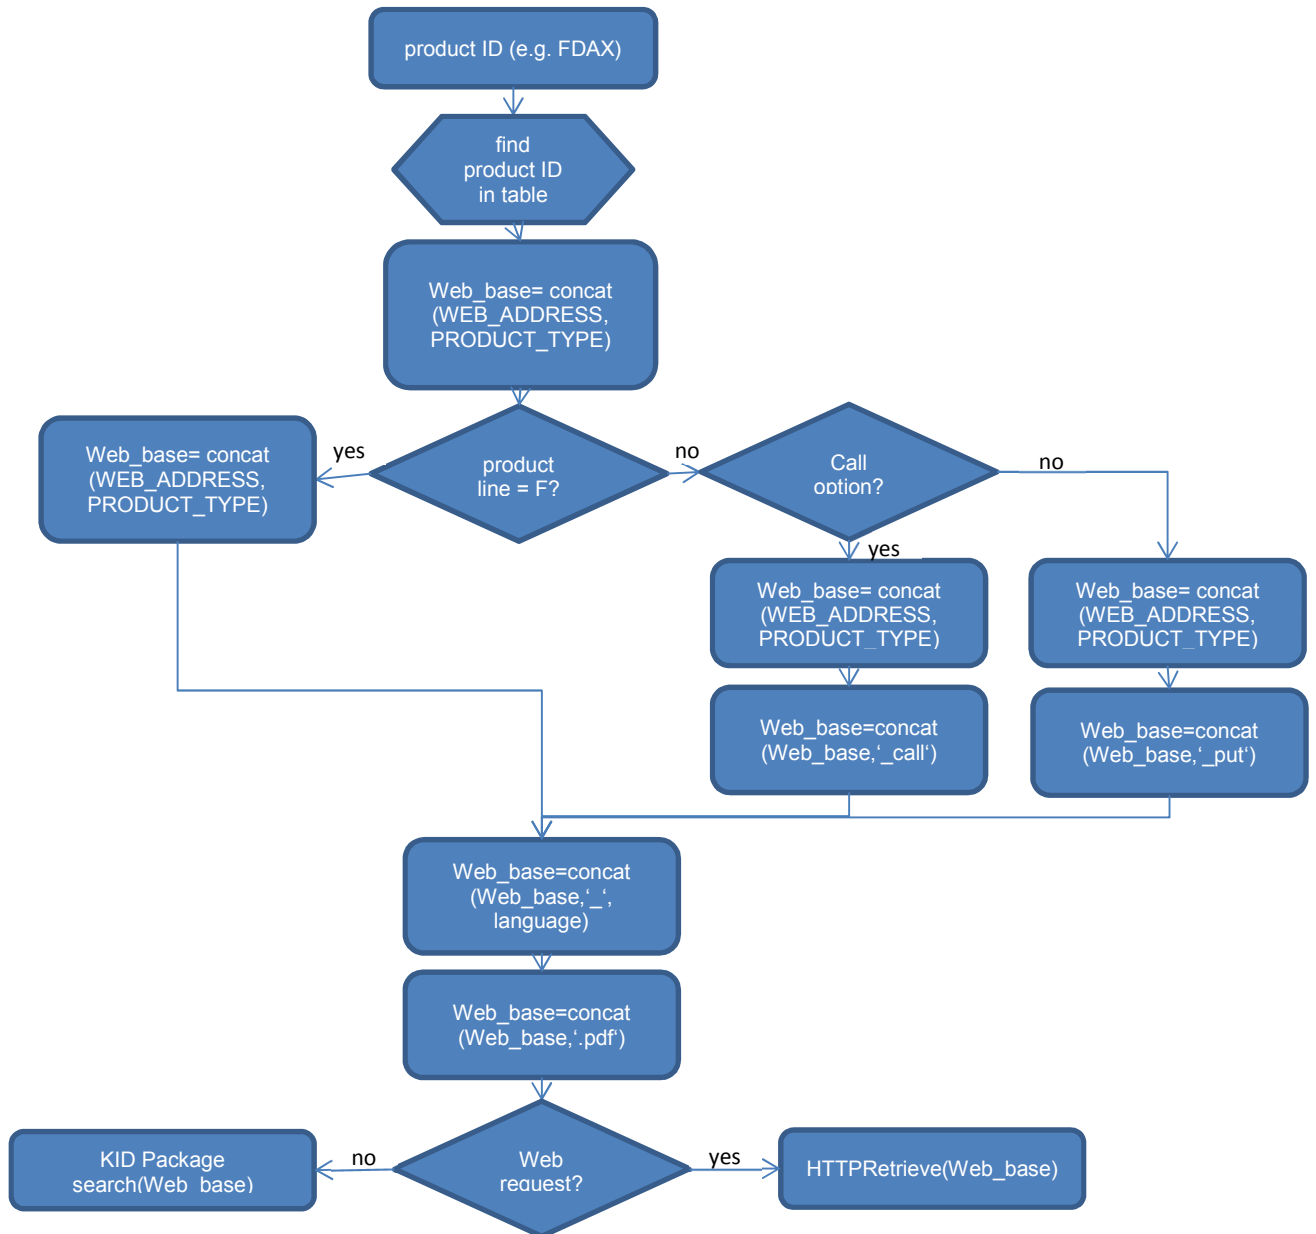 product ID (e.g. FDAX)
find
product ID
in table
Web_base= concat
(WEB_ADDRESS,
PRODUCT_TYPE)
Web_base= concat
(WEB_ADDRESS,
PRODUCT_TYPE)
yes
product
line = F?
no
Call
option?
no
yes
Web_base= concat
(WEB_ADDRESS,
PRODUCT_TYPE)
Web_base= concat
(WEB_ADDRESS,
PRODUCT_TYPE)
Web_base=concat
(Web_base,‘_call‘)
Web_base=concat
(Web_base,‘_put‘)
Web_base=concat
(Web_base,‘_‘,
language)
Web_base=concat
(Web_base,‘.pdf‘)
KID Package
search(Web_base)
no
Web
request?
yes
HTTPRetrieve(Web_base)